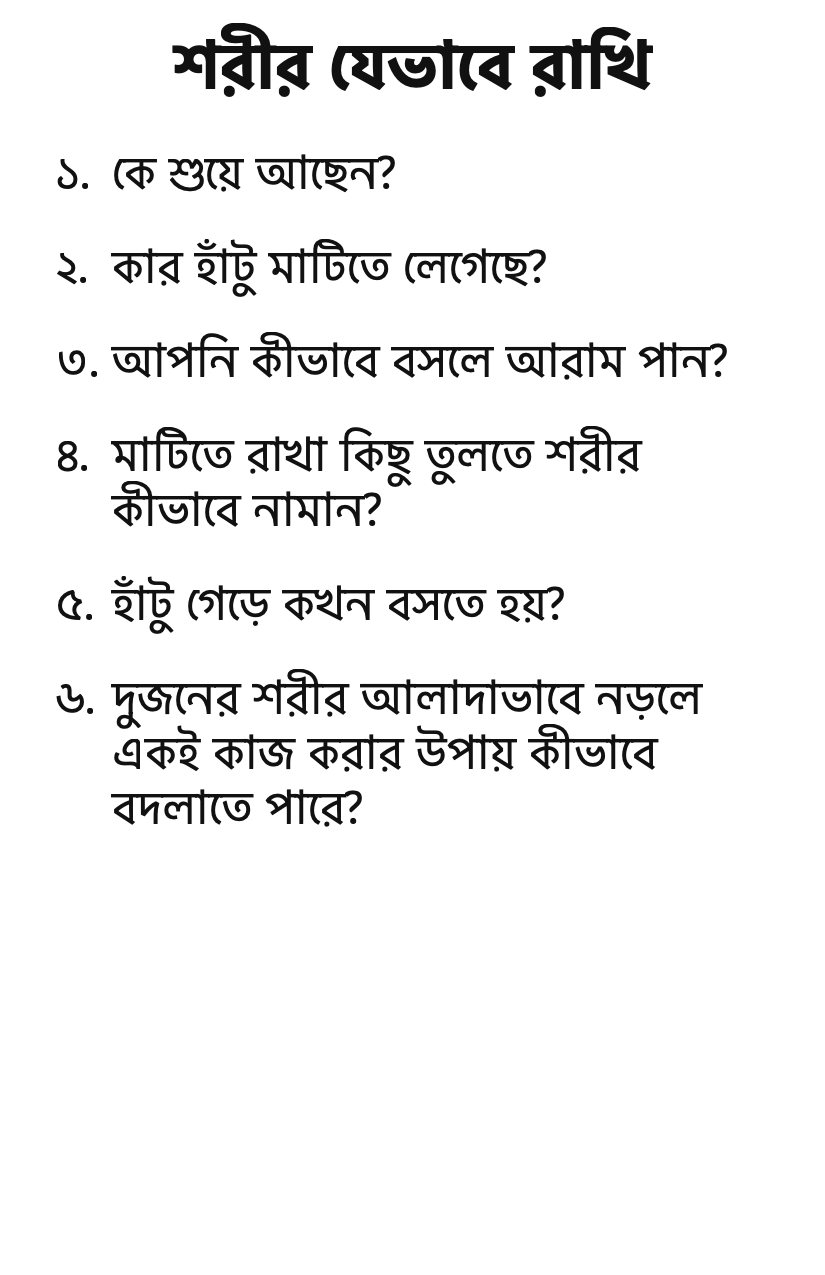 শরীর যেভাবে রাখি
১. কে শুয়ে আছেন?
২. কার হাঁটু মাটিতে লেগেছে?
৩. আপনি কীভাবে বসলে আরাম পান?
৪. মাটিতে রাখা কিছু তুলতে শরীর
কীভাবে নামান?
৫. হাঁটু গেড়ে কখন বসতে হয়?
৬. দুজনের শরীর আলাদাভাবে নড়লে
একই কাজ করার উপায় কীভাবে
বদলাতে পারে?